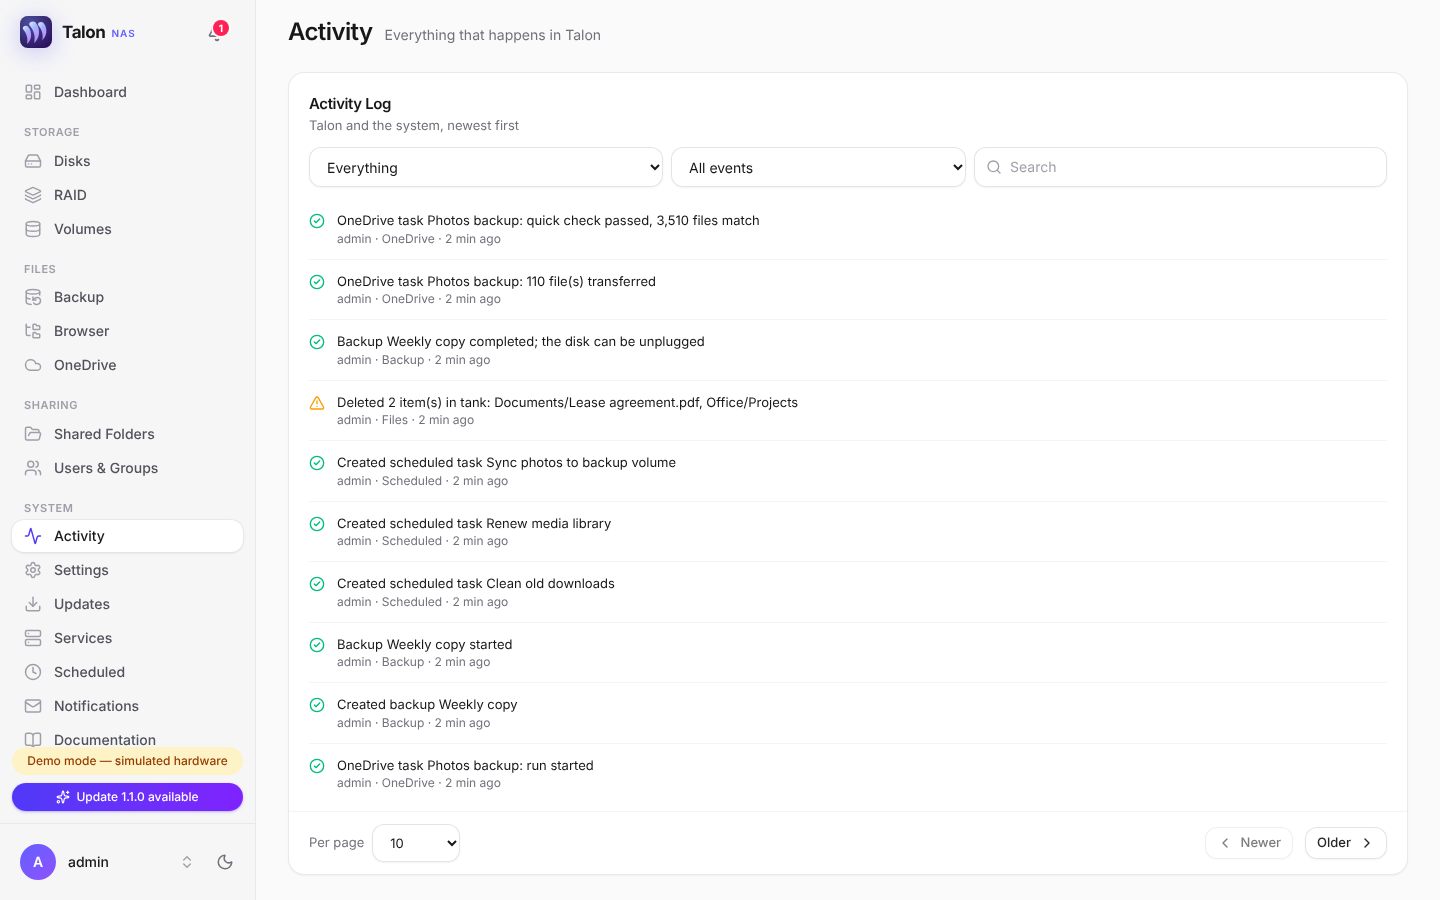 Talon NAS
1
Dashboard
STORAGE
Disks
RAID
Volumes
FILES
Backup
Browser
OneDrive
SHARING
Shared Folders
Users & Groups
SYSTEM
Activity
Settings
Updates
Services
Scheduled
Notifications
Documentation
Demo mode — simulated hardware
Update 1.1.0 available
A
admin
Activity Everything that happens in Talon
Activity Log
Talon and the system, newest first
Everything
All events
Search
OneDrive task Photos backup: quick check passed, 3,510 files match
admin · OneDrive · 2 min ago
OneDrive task Photos backup: 110 file(s) transferred
admin · OneDrive · 2 min ago
Backup Weekly copy completed; the disk can be unplugged
admin · Backup · 2 min ago
Deleted 2 item(s) in tank: Documents/Lease agreement.pdf, Office/Projects
admin · Files · 2 min ago
Created scheduled task Sync photos to backup volume
admin · Scheduled · 2 min ago
Created scheduled task Renew media library
admin · Scheduled · 2 min ago
Created scheduled task Clean old downloads
admin · Scheduled · 2 min ago
Backup Weekly copy started
admin · Backup · 2 min ago
Created backup Weekly copy
admin · Backup · 2 min ago
OneDrive task Photos backup: run started
admin · OneDrive · 2 min ago
Per page
10
Newer
Older